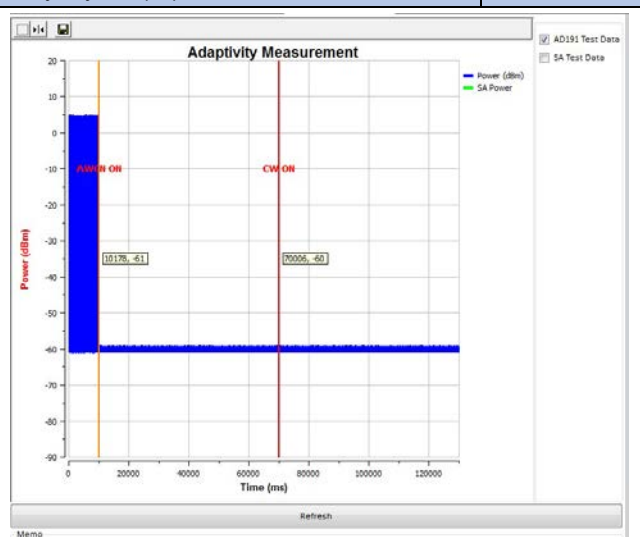 Adaptivity Measurement
AD191 Test Data
SA Test Data
Power (dBm)
SA Power
20
10
0
-10
-20
-30
-40
-50
-60
-70
-80
-90
Power (dBm)
AWGN ON
CW ON
10178, -61
70006, -60
0
20000
40000
60000
80000
100000
120000
Time (ms)
Refresh
Memo